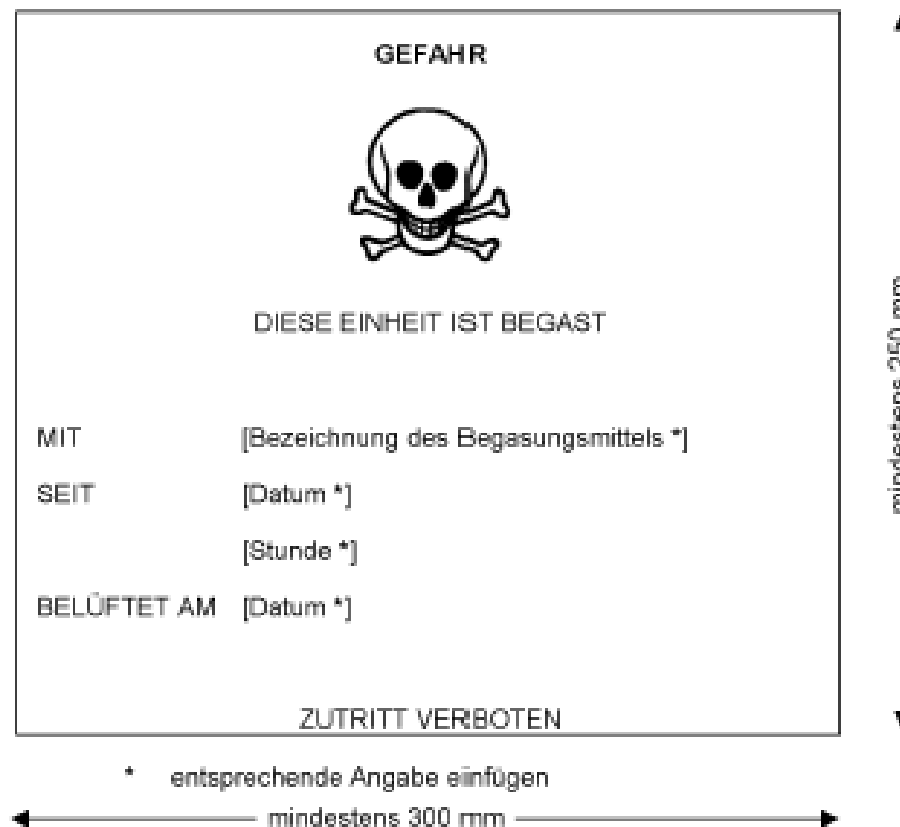 GEFAHR
DIESE EINHEIT IST BEGAST
MIT [Bezeichnung des Begasungsmittels *]
SEIT [Datum *]
[Stunde *]
BELÜFTET AM [Datum *]
ZUTRITT VERBOTEN
* entsprechende Angabe einfügen
mindestens 300 mm
mindestens 250 mm